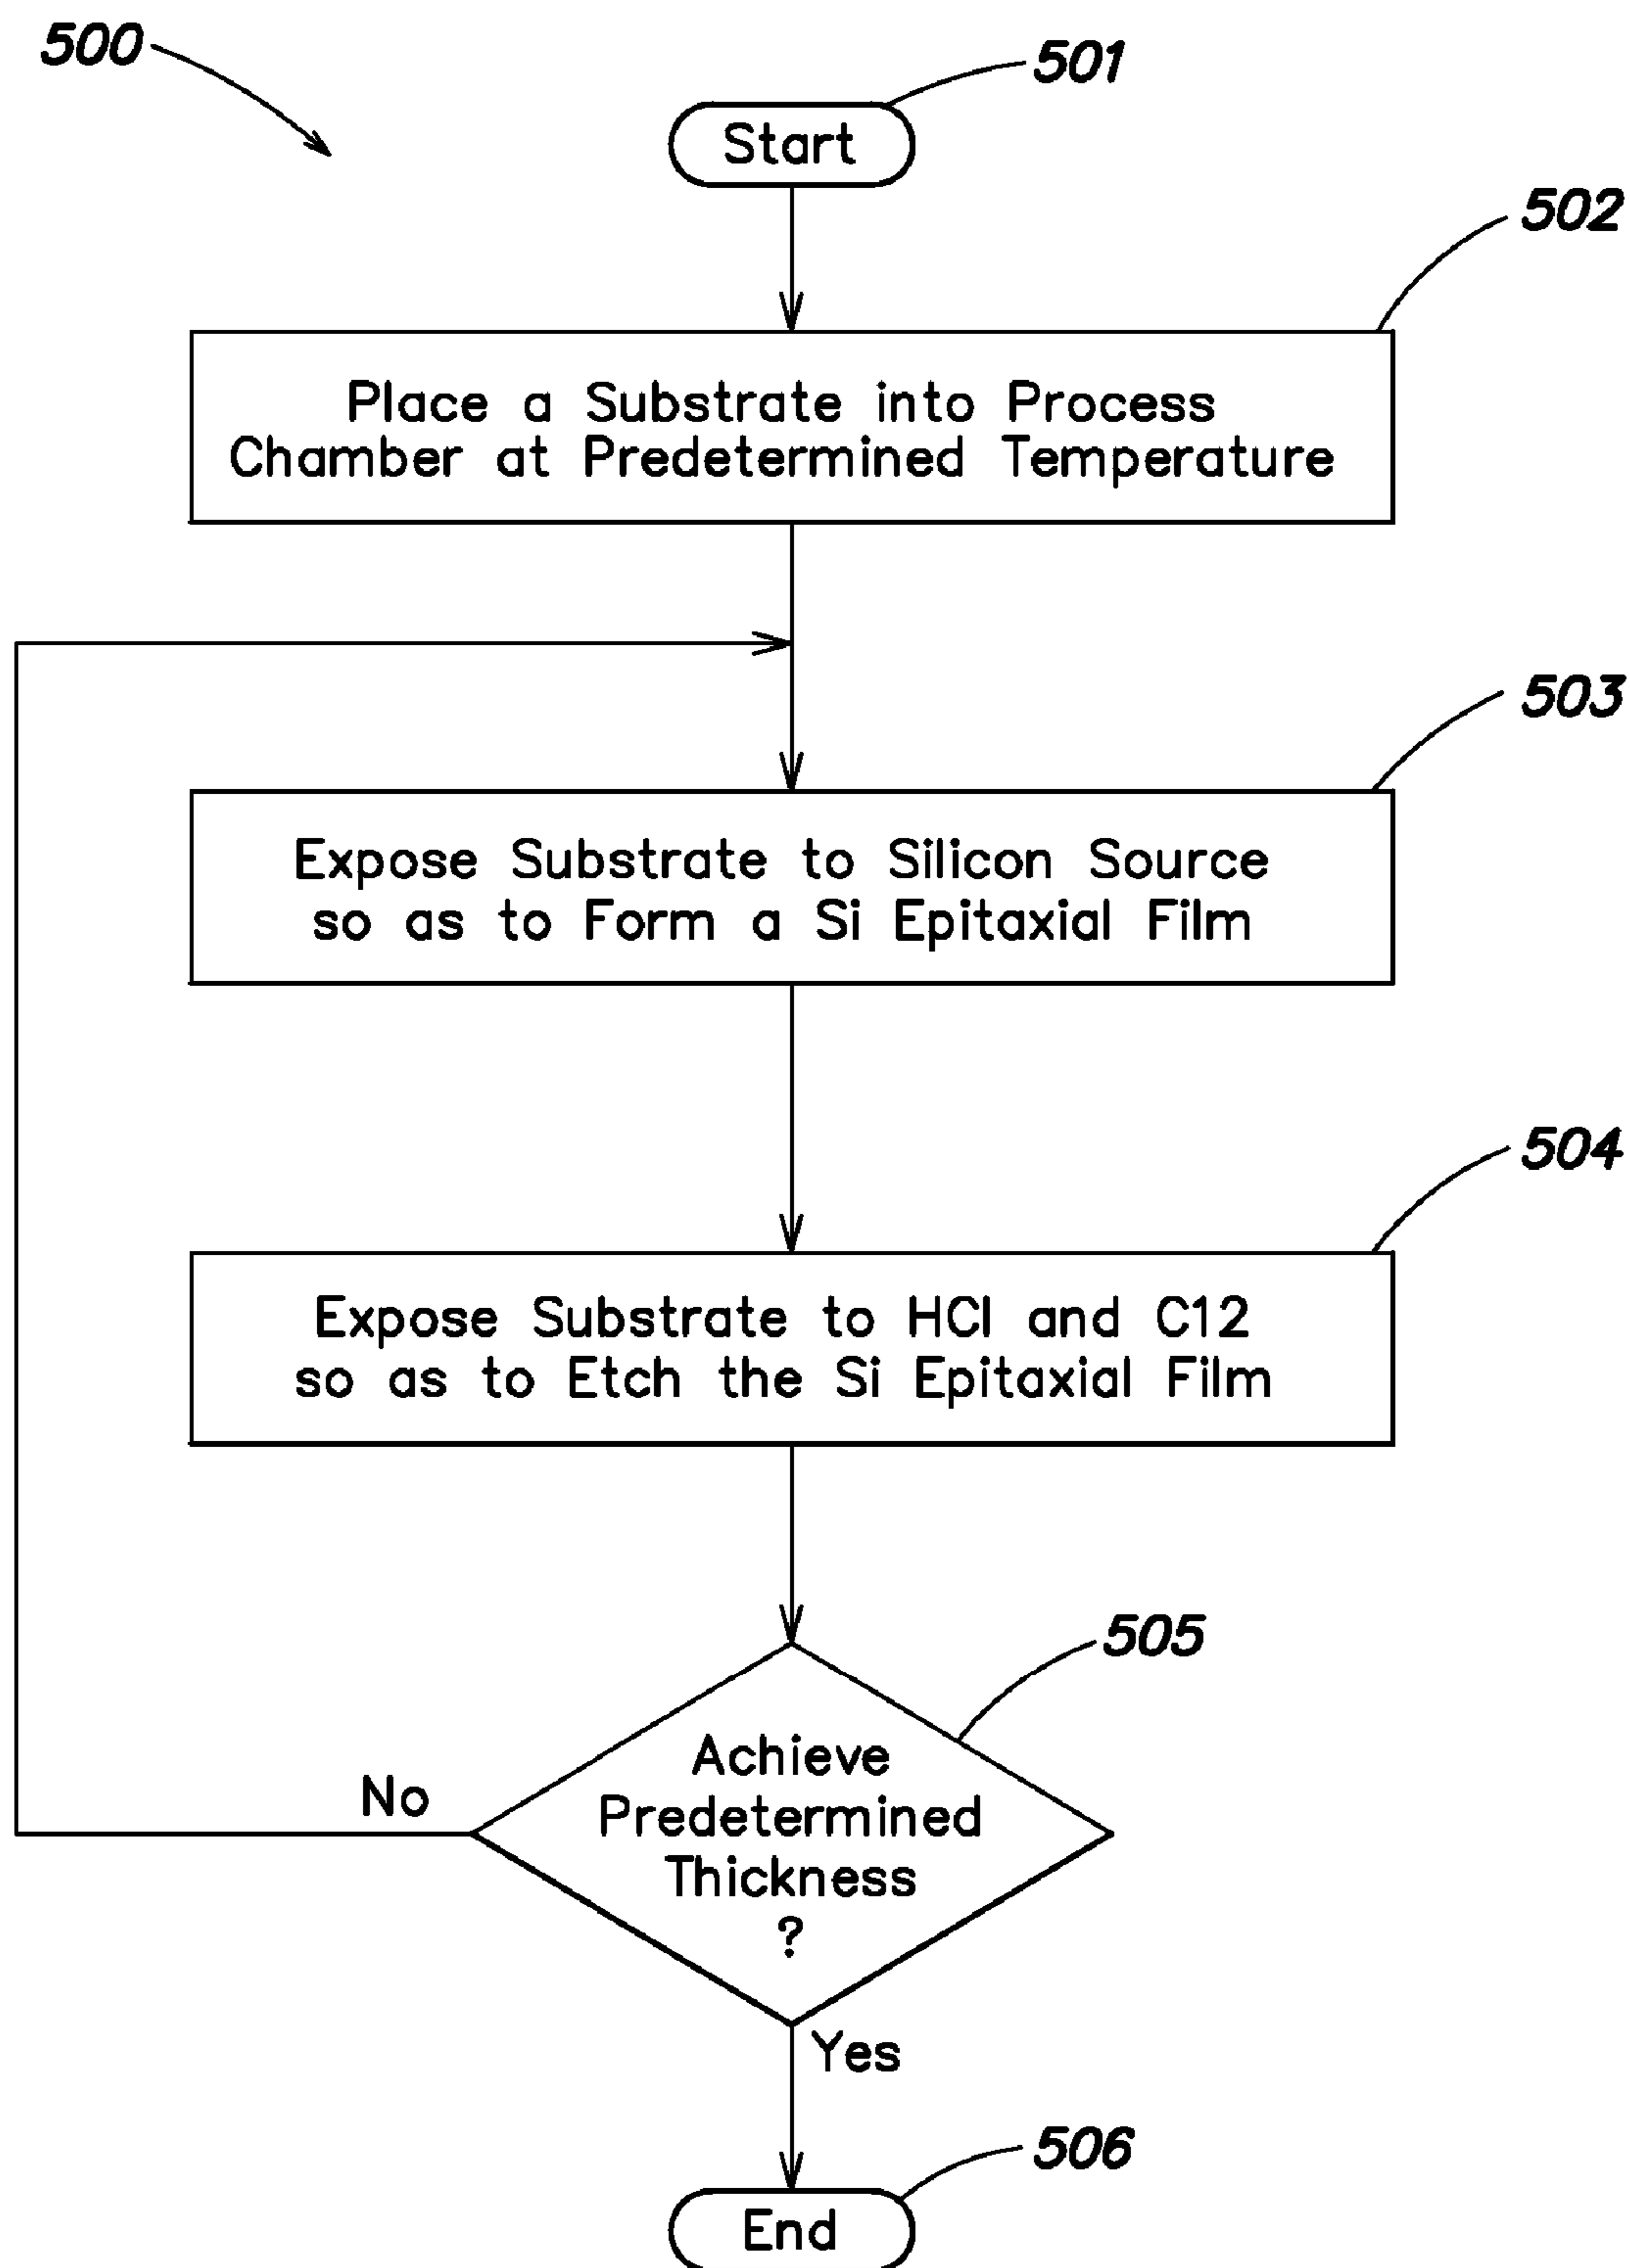 500
501
Start
502
Place a Substrate into Process
Chamber at Predetermined Temperature
503
Expose Substrate to Silicon Source
so as to Form a Si Epitaxial Film
504
Expose Substrate to HCl and C12
so as to Etch the Si Epitaxial Film
505
Achieve
Predetermined
Thickness
?
No
Yes
506
End